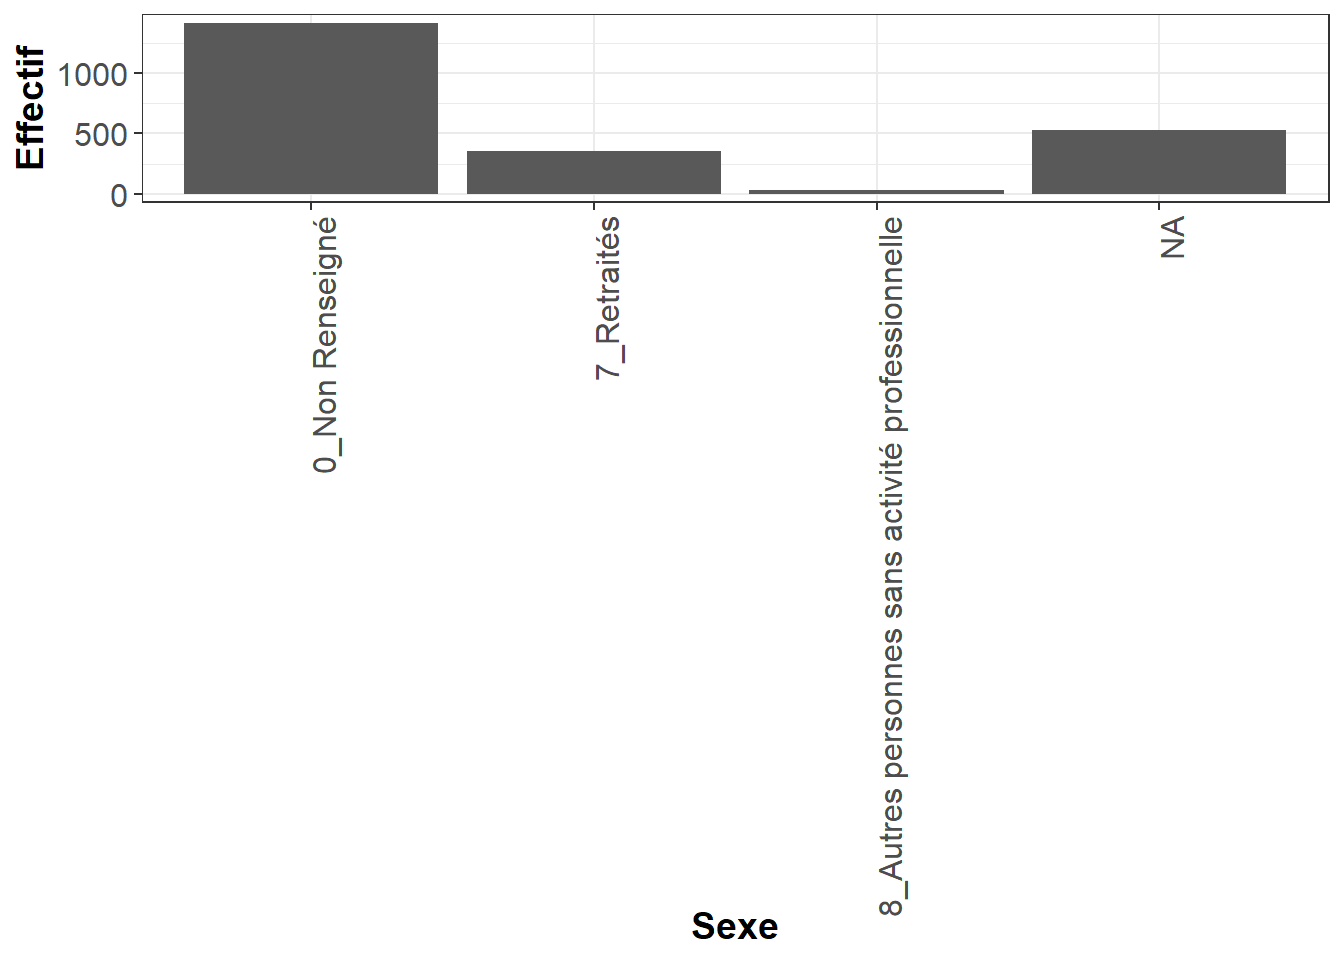 Effectif
1000
500
0
0_Non Renseigné
7_Retraités
8_Autres personnes sans activité professionnelle
NA
Sexe